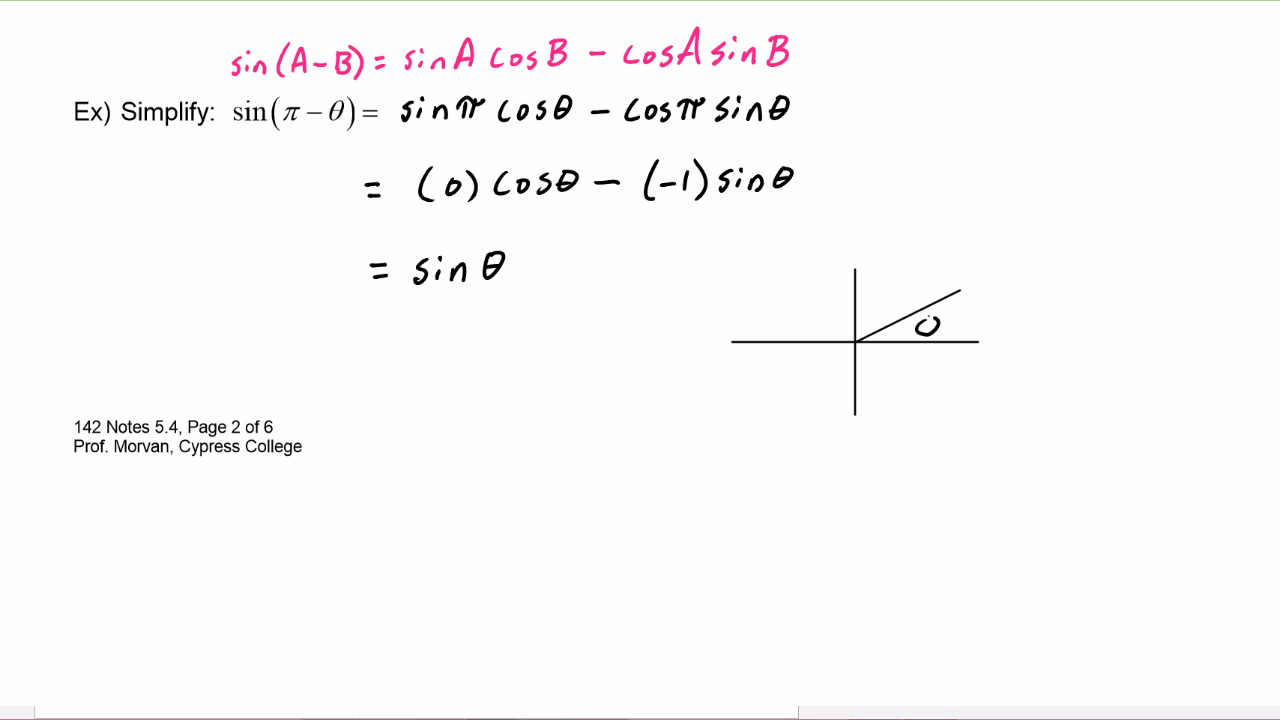 sin(A-B) = sinA cosB - cosA sinB
Ex) Simplify: sin(π − θ) = sinπ cosθ - cosπ sinθ
= (0) cosθ - (-1) sinθ
= sinθ
142 Notes 5.4, Page 2 of 6
Prof. Morvan, Cypress College